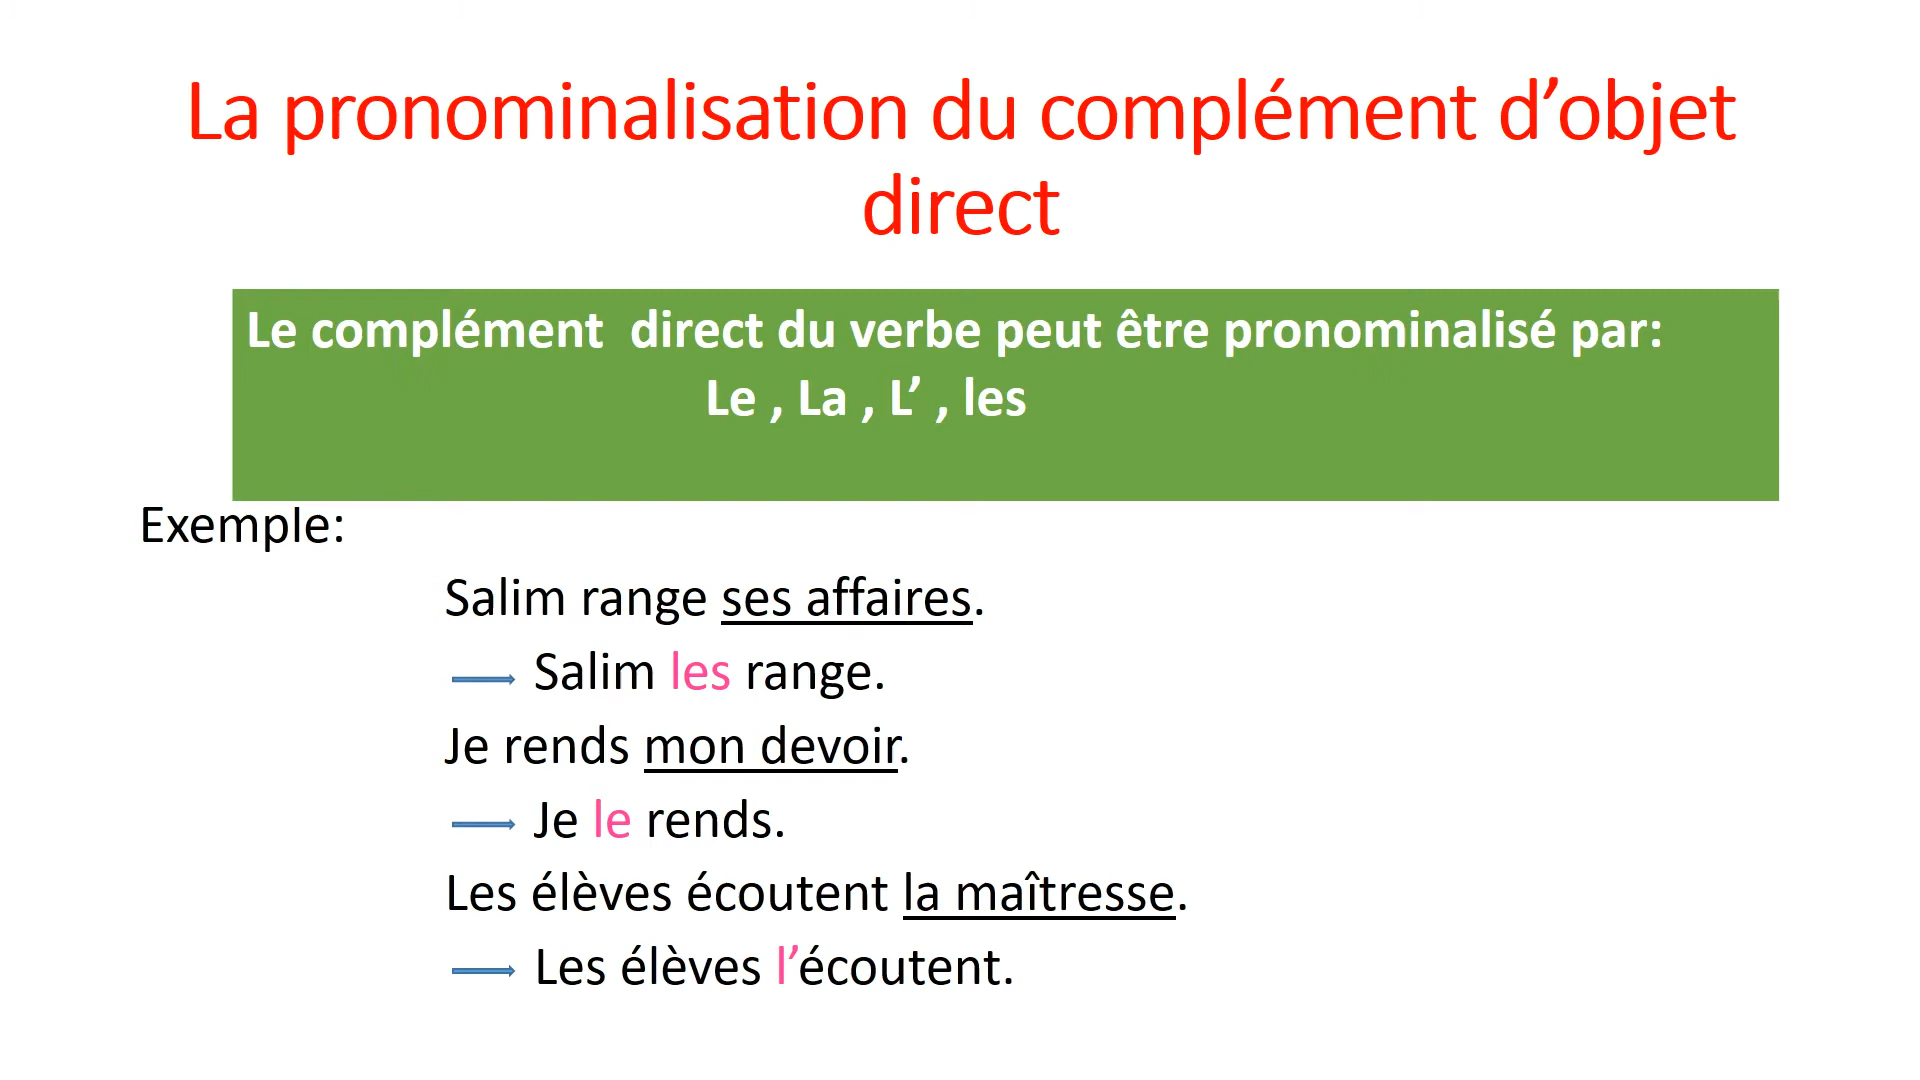 La pronominalisation du complément d’objet
direct
Le complément  direct du verbe peut être pronominalisé par:
Le , La , L’ , les
Exemple:
Salim range ses affaires.
Salim les range.
Je rends mon devoir.
Je le rends.
Les élèves écoutent la maîtresse.
Les élèves l’écoutent.